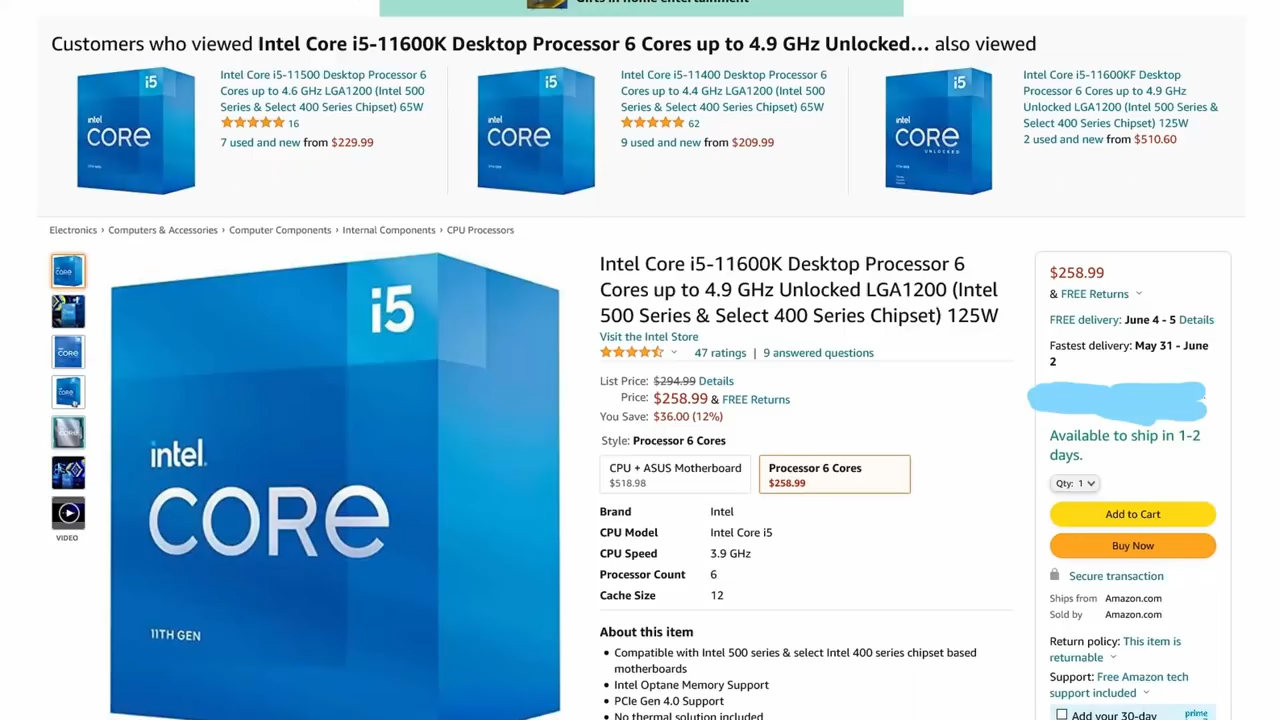 Gifts in home entertainment
Customers who viewed Intel Core i5-11600K Desktop Processor 6 Cores up to 4.9 GHz Unlocked... also viewed
i5
intel
CORE
Intel Core i5-11500 Desktop Processor 6
Cores up to 4.6 GHz LGA1200 (Intel 500
Series & Select 400 Series Chipset) 65W
16
7 used and new from $229.99
i5
intel
CORE
Intel Core i5-11400 Desktop Processor 6
Cores up to 4.4 GHz LGA1200 (Intel 500
Series & Select 400 Series Chipset) 65W
62
9 used and new from $209.99
i5
intel
CORE
UNLOCKED
Intel Core i5-11600KF Desktop
Processor 6 Cores up to 4.9 GHz
Unlocked LGA1200 (Intel 500 Series &
Select 400 Series Chipset) 125W
2 used and new from $510.60
Electronics › Computers & Accessories › Computer Components › Internal Components › CPU Processors
VIDEO
i5
intel.
CORE
11TH GEN
Intel Core i5-11600K Desktop Processor 6
Cores up to 4.9 GHz Unlocked LGA1200 (Intel
500 Series & Select 400 Series Chipset) 125W
Visit the Intel Store
47 ratings | 9 answered questions
List Price: $294.99 Details
Price: $258.99 & FREE Returns
You Save: $36.00 (12%)
Style: Processor 6 Cores
CPU + ASUS Motherboard
$518.98
Processor 6 Cores
$258.99
Brand Intel
CPU Model Intel Core i5
CPU Speed 3.9 GHz
Processor Count 6
Cache Size 12
About this item
• Compatible with Intel 500 series & select Intel 400 series chipset based
motherboards
• Intel Optane Memory Support
• PCIe Gen 4.0 Support
• No thermal solution included
$258.99
& FREE Returns
FREE delivery: June 4 - 5 Details
Fastest delivery: May 31 - June
2
Available to ship in 1-2
days.
Qty: 1
Add to Cart
Buy Now
Secure transaction
Ships from Amazon.com
Sold by Amazon.com
Return policy: This item is
returnable
Support: Free Amazon tech
support included
Add your 30-day prime